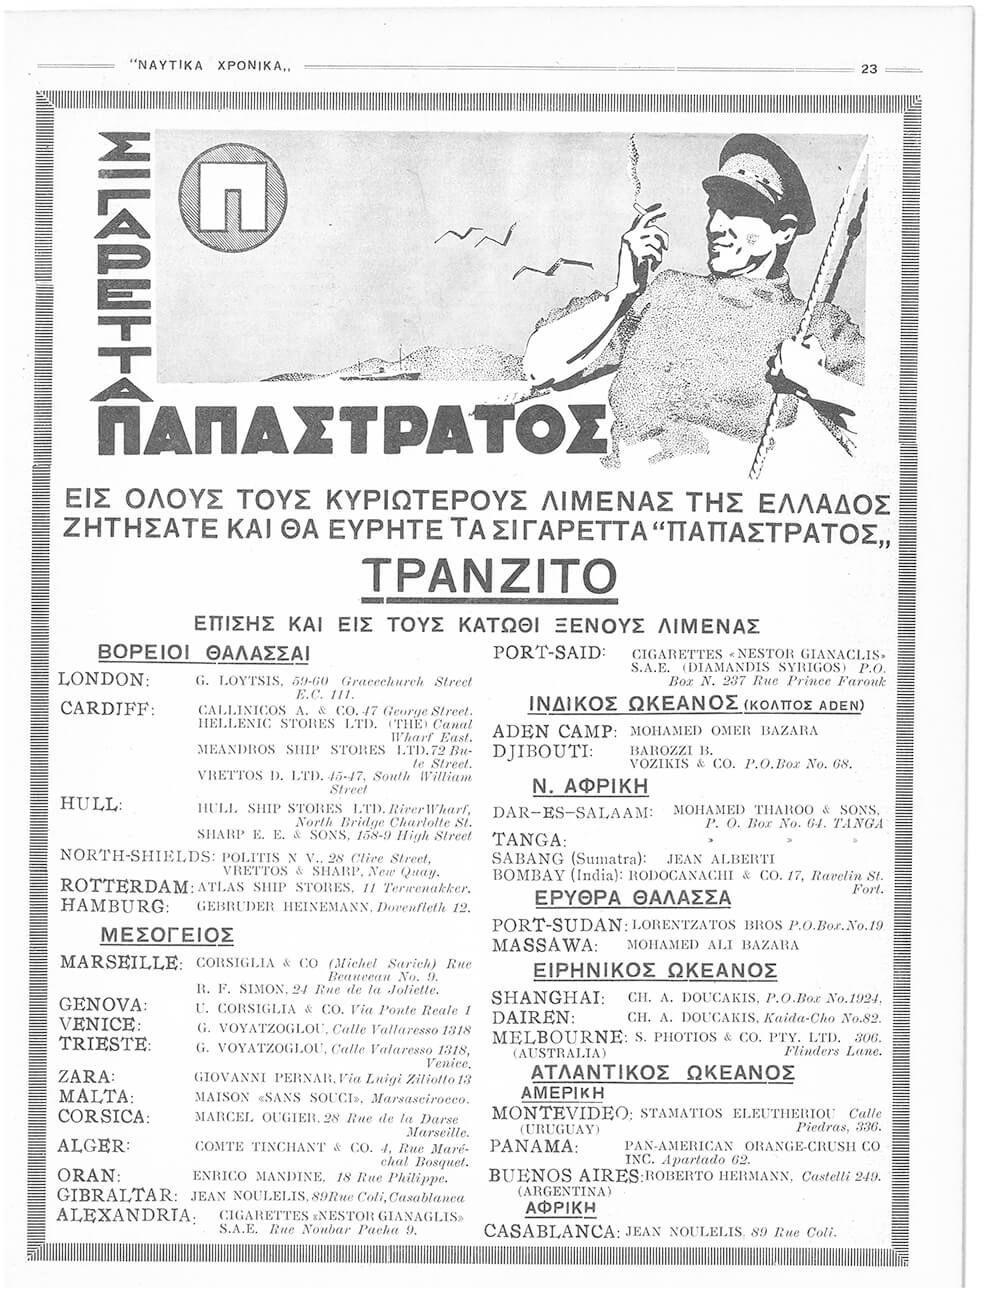 "ΝΑΥΤΙΚΑ ΧΡΟΝΙΚΑ„
23
ΣΙΓΑΡΕΤΤΑ
Π
ΠΑΠΑΣΤΡΑΤΟΣ
ΕΙΣ ΟΛΟΥΣ ΤΟΥΣ ΚΥΡΙΩΤΕΡΟΥΣ ΛΙΜΕΝΑΣ ΤΗΣ ΕΛΛΑΔΟΣ
ΖΗΤΗΣΑΤΕ ΚΑΙ ΘΑ ΕΥΡΗΤΕ ΤΑ ΣΙΓΑΡΕΤΤΑ "ΠΑΠΑΣΤΡΑΤΟΣ„
ΤΡΑΝΖΙΤΟ
ΕΠΙΣΗΣ ΚΑΙ ΕΙΣ ΤΟΥΣ ΚΑΤΩΘΙ ΞΕΝΟΥΣ ΛΙΜΕΝΑΣ
ΒΟΡΕΙΟΙ ΘΑΛΑΣΣΑΙ
LONDON: G. LOYTSIS, 59-60 Gracechurch Street
E.C. 111.
CARDIFF: CALLINICOS A. & CO. 47 George Street.
HELLENIC STORES LTD. (THE) Canal
Wharf East.
MEANDROS SHIP STORES LTD. 72 Bu-
te Street.
VRETTOS D. LTD. 45-47, South William
Street
HULL: HULL SHIP STORES LTD. River Wharf,
North Bridge Charlotte St.
SHARP E. E. & SONS, 158-9 High Street
NORTH-SHIELDS: POLITIS N V., 28 Clive Street,
VRETTOS & SHARP, New Quay.
ROTTERDAM: ATLAS SHIP STORES, 11 Terwenakker.
HAMBURG: GEBRUDER HEINEMANN, Dovenfleth 12.
ΜΕΣΟΓΕΙΟΣ
MARSEILLE: CORSIGLIA & CO (Michel Sarich) Rue
Beauveau No. 9.
R. F. SIMON, 24 Rue de la Joliette.
GENOVA: U. CORSIGLIA & CO. Via Ponte Reale 1
VENICE: G. VOYATZOGLOU, Calle Vallaresso 1318
TRIESTE: G. VOYATZOGLOU, Calle Valaresso 1318,
Venice.
ZARA: GIOVANNI PERNAR, Via Luigi Ziliotto 13
MALTA: MAISON «SANS SOUCI», Marsascirocco.
CORSICA: MARCEL OUGIER, 28 Rue de la Darse
Marseille.
ALGER: COMTE TINCHANT & CO. 4, Rue Maré-
chal Bosquet.
ORAN: ENRICO MANDINE, 18 Rue Philippe.
GIBRALTAR: JEAN NOULELIS, 89 Rue Coli, Casablanca
ALEXANDRIA: CIGARETTES «NESTOR GIANAGLIS»
S.A.E. Rue Noubar Pacha 9.
PORT-SAID: CIGARETTES «NESTOR GIANACLIS»
S.A.E. (DIAMANDIS SYRIGOS) P.O.
Box N. 237 Rue Prince Farouk
ΙΝΔΙΚΟΣ ΩΚΕΑΝΟΣ (ΚΟΛΠΟΣ ADEN)
ADEN CAMP: MOHAMED OMER BAZARA
DJIBOUTI: BAROZZI B.
VOZIKIS & CO. P.O.Box No. 68.
Ν. ΑΦΡΙΚΗ
DAR-ES-SALAAM: MOHAMED THAROO & SONS,
P. O. Box No. 64. TANGA
TANGA: » » »
SABANG (Sumatra): JEAN ALBERTI
BOMBAY (India): RODOCANACHI & CO. 17, Ravelin St.
Fort.
ΕΡΥΘΡΑ ΘΑΛΑΣΣΑ
PORT-SUDAN: LORENTZATOS BROS P.O.Box.No.19
MASSAWA: MOHAMED ALI BAZARA
ΕΙΡΗΝΙΚΟΣ ΩΚΕΑΝΟΣ
SHANGHAI: CH. A. DOUCAKIS, P.O.Box No.1924,
DAIREN: CH. A. DOUCAKIS, Kaida-Cho No.82.
MELBOURNE: S. PHOTIOS & CO. PTY. LTD. 306.
(AUSTRALIA) Flinders Lane.
ΑΤΛΑΝΤΙΚΟΣ ΩΚΕΑΝΟΣ
ΑΜΕΡΙΚΗ
MONTEVIDEO: STAMATIOS ELEUTHERIOU Calle
(URUGUAY) Piedras, 336.
PANAMA: PAN-AMERICAN ORANGE-CRUSH CO
INC. Apartado 62.
BUENOS AIRES: ROBERTO HERMANN, Castelli 249.
(ARGENTINA)
ΑΦΡΙΚΗ
CASABLANCA: JEAN NOULELIS, 89 Rue Coli.